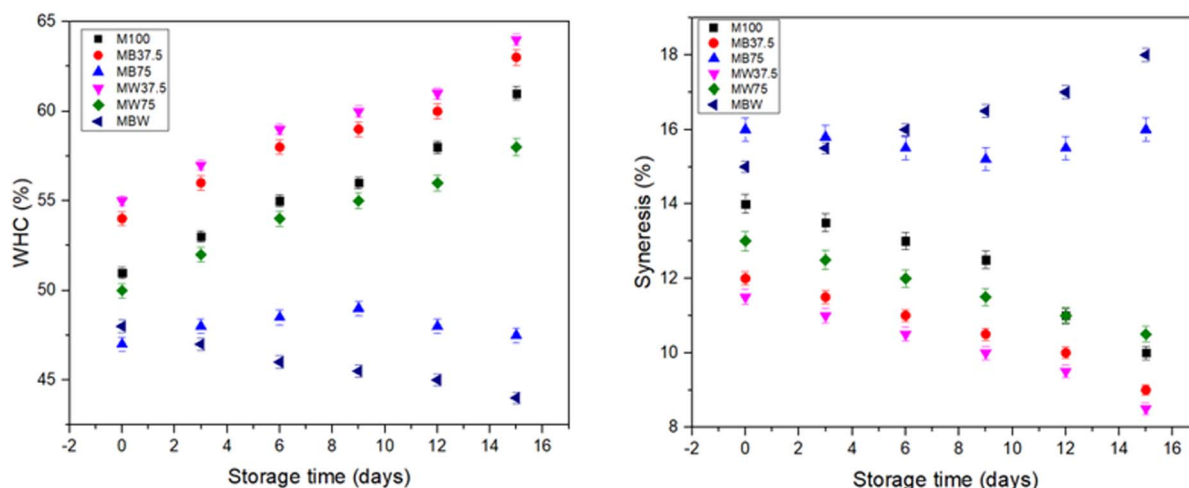 65
60
55
50
45
WHC (%)
M100
MB37.5
MB75
MW37.5
MW75
MBW
-2 0 2 4 6 8 10 12 14 16
Storage time (days)
18
16
14
12
10
8
Syneresis (%)
M100
MB37.5
MB75
MW37.5
MW75
MBW
-2 0 2 4 6 8 10 12 14 16
Storage time (days)